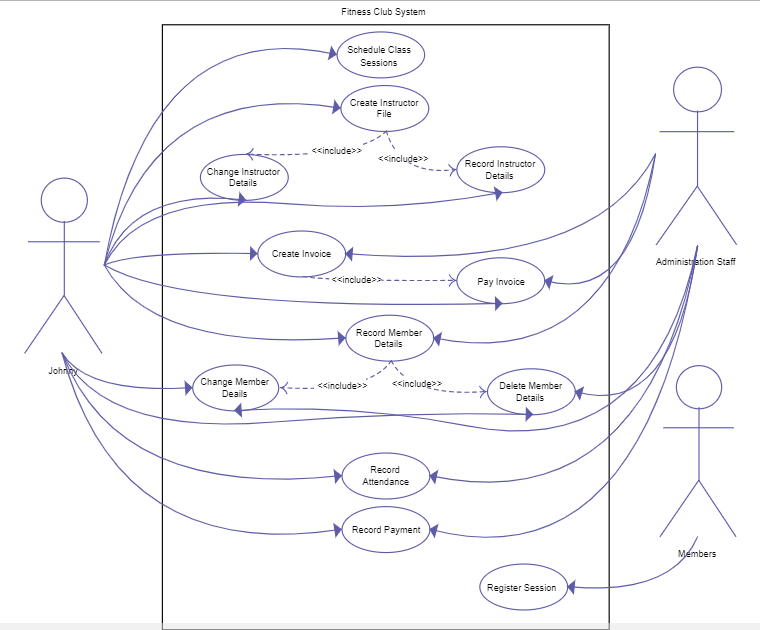 Fitness Club System
Schedule Class
Sessions
Create Instructor
File
<<include>>
<<include>>
Change Instructor
Details
Record Instructor
Details
Create Invoice
Administration Staff
<<include>>
Pay Invoice
Record Member
Details
Johnny
Change Member
Deails
<<include>>
<<include>>
Delete Member
Details
Record
Attendance
Record Payment
Members
Register Session